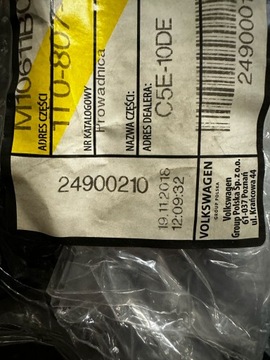 ADRES CZĘŚCI
1T0-807
NR KATALOGOWY
Prowadnica
NAZWA CZĘŚCI:
ADRES DEALERA:
C5E-10DE
249000
24900210
19.11.2018
12:09:32
VOLKSWAGEN
GROUP POLSKA
Volkswagen
Group Polska Sp. z o.o.
61-037 Poznań
ul. Krańcowa 44